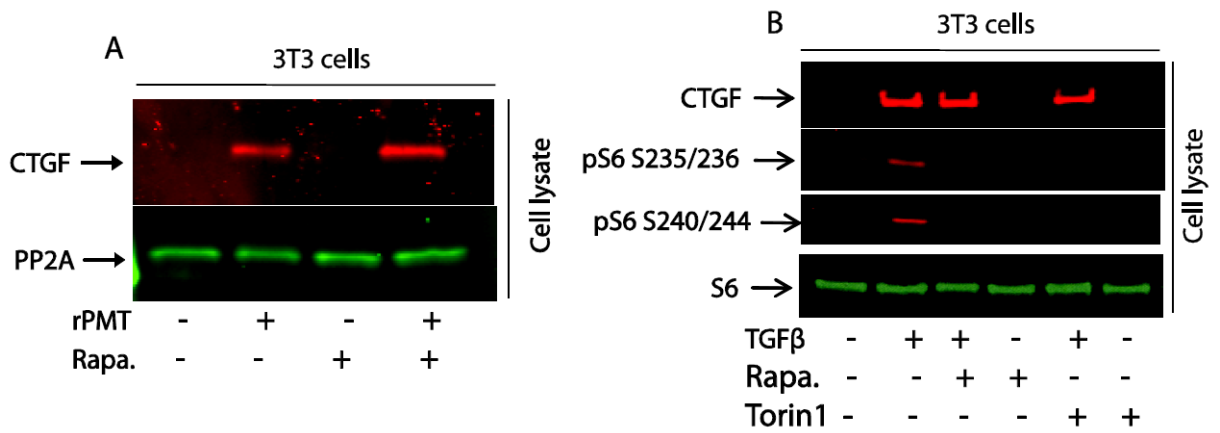 A
3T3 cells
CTGF
PP2A
Cell lysate
rPMT - + - +
Rapa. - - + +
B
3T3 cells
CTGF
pS6 S235/236
pS6 S240/244
S6
Cell lysate
TGFβ - + + - + -
Rapa. - - + + - -
Torin1 - - - - + +